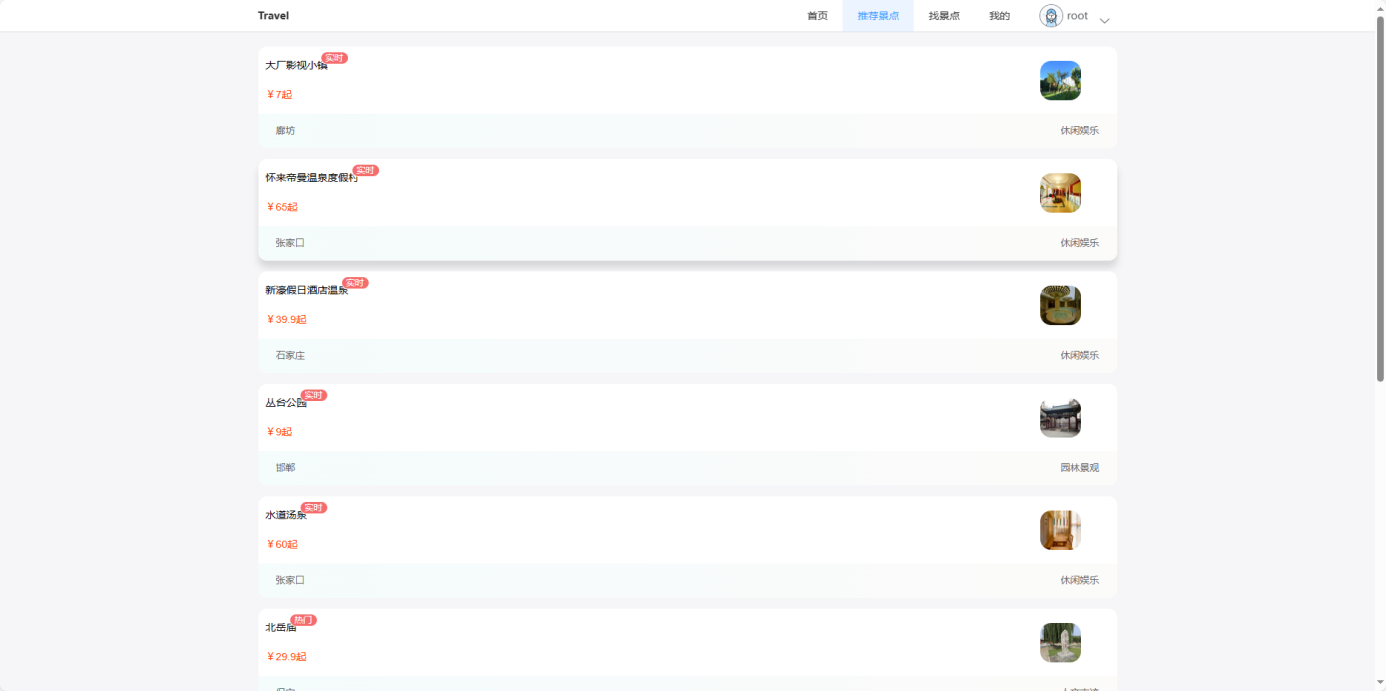 Travel 首页 推荐景点 找景点 我的 root
大厂影视小镇 实时
￥7起
廊坊 休闲娱乐
怀来帝曼温泉度假村 实时
￥65起
张家口 休闲娱乐
新濠假日酒店温泉 实时
￥39.9起
石家庄 休闲娱乐
丛台公园 实时
￥9起
邯郸 园林景观
水道汤泉 实时
￥60起
张家口 休闲娱乐
北岳庙 热门
￥29.9起